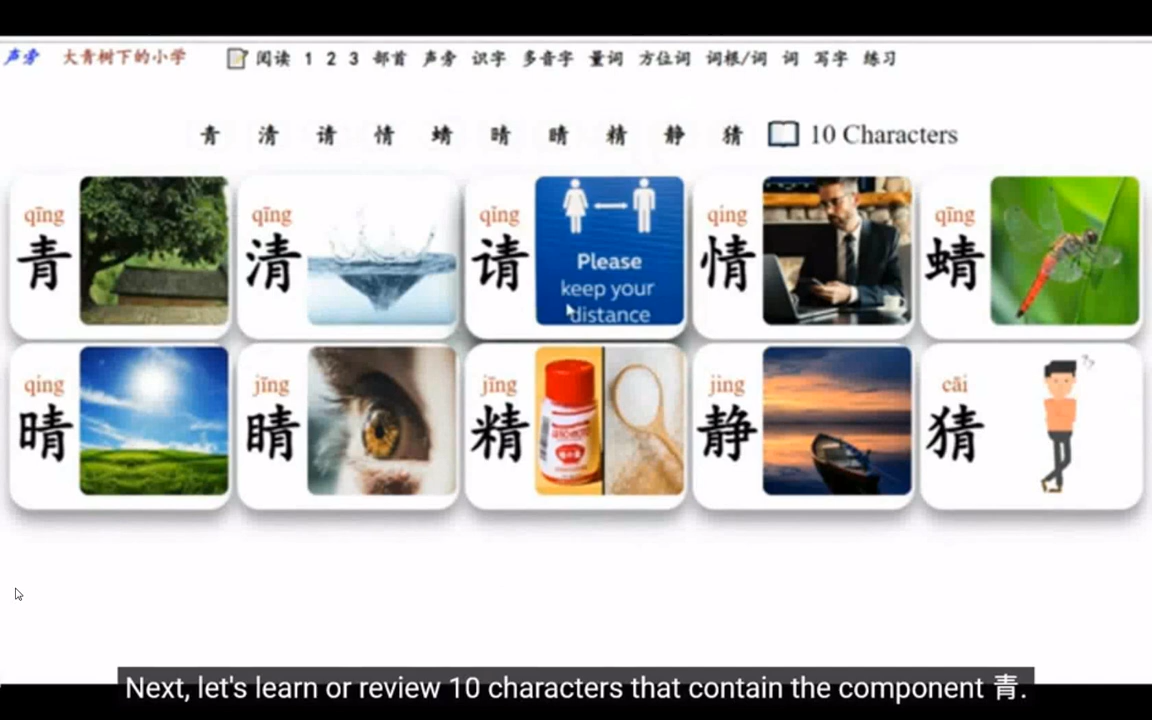 声旁 大青树下的小学 阅读 1 2 3 部首 声旁 识字 多音字 量词 方位词 词根/词 词 写字 练习
青 清 请 情 蜻 晴 睛 精 静 猜 10 Characters
qīng 青
qīng 清
qǐng 请
Please
keep your
distance
qíng 情
qīng 蜻
qíng 晴
jīng 睛
jīng 精
jìng 静
cāi 猜
??
Next, let's learn or review 10 characters that contain the component 青.